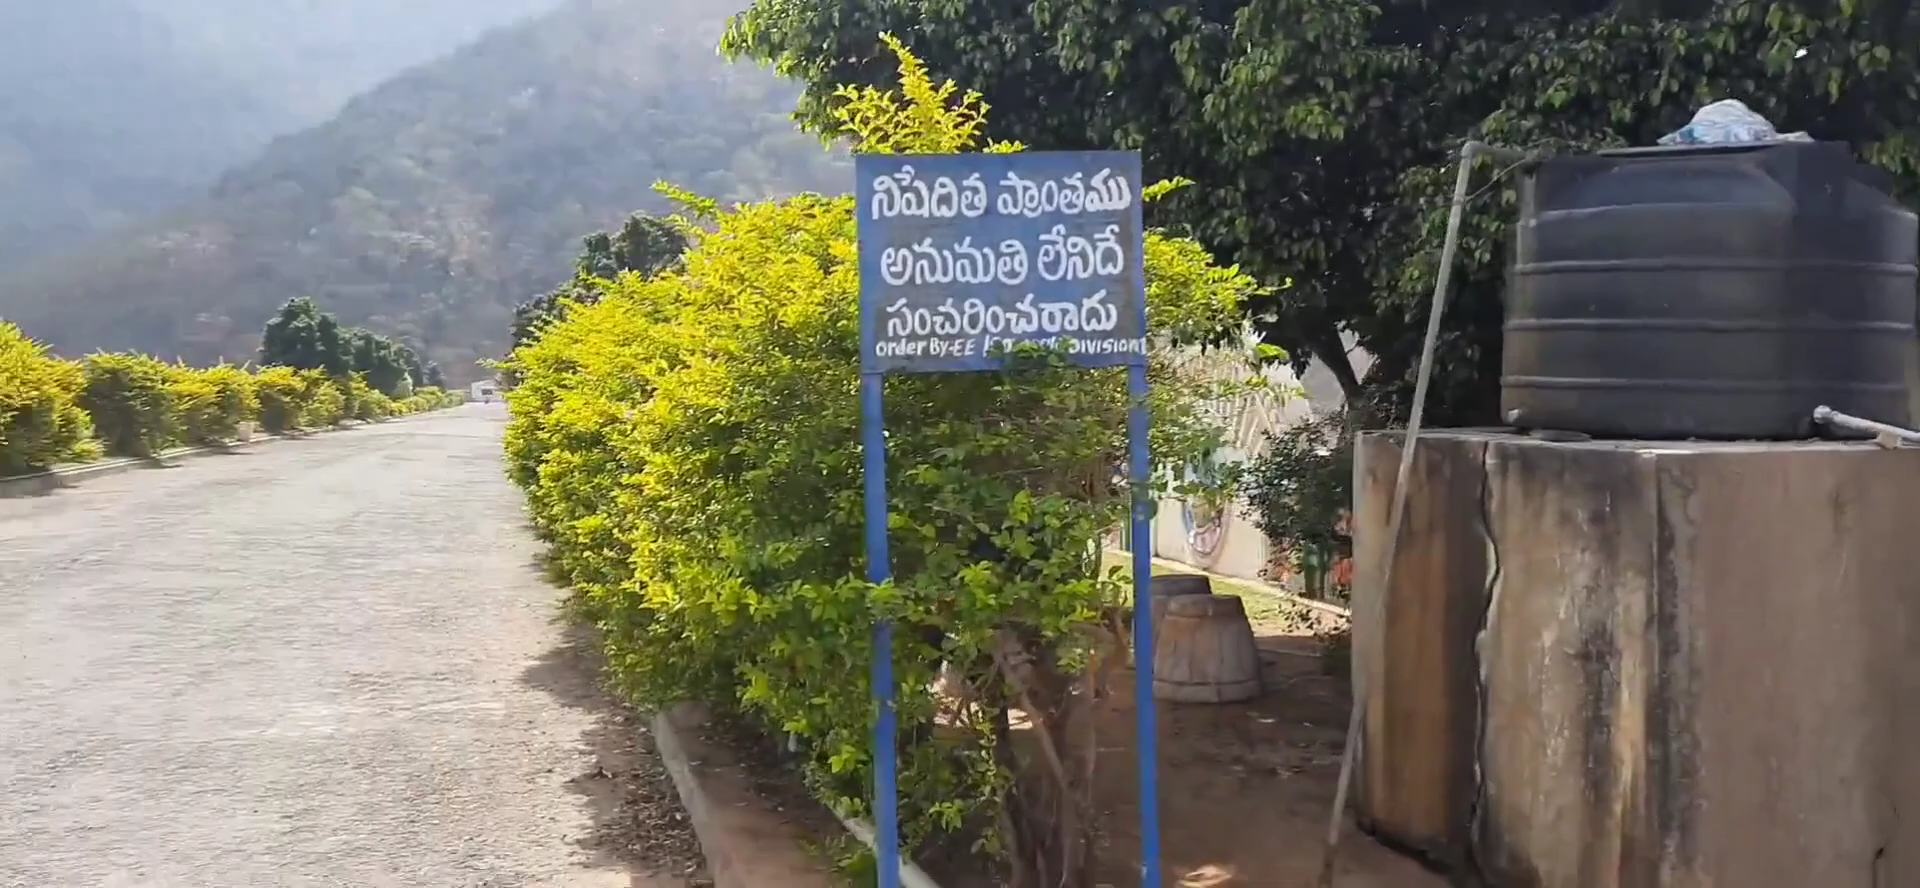 నిషేదిత ప్రాంతము
అనుమతి లేనిదే
సంచరించరాదు
order By-EE DIVISION